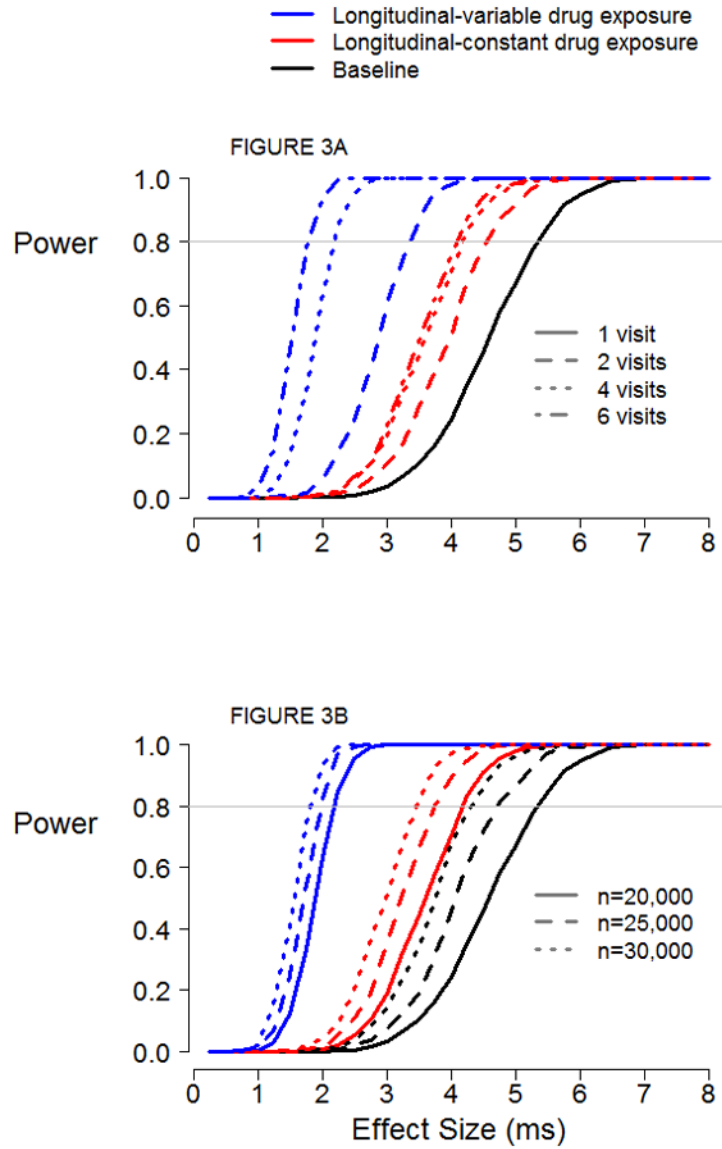 Longitudinal-variable drug exposure
Longitudinal-constant drug exposure
Baseline
FIGURE 3A
1.0
0.8
0.6
0.4
0.2
0.0
Power
1 visit
2 visits
4 visits
6 visits
0 1 2 3 4 5 6 7 8
FIGURE 3B
1.0
0.8
0.6
0.4
0.2
0.0
Power
n=20,000
n=25,000
n=30,000
0 1 2 3 4 5 6 7 8
Effect Size (ms)